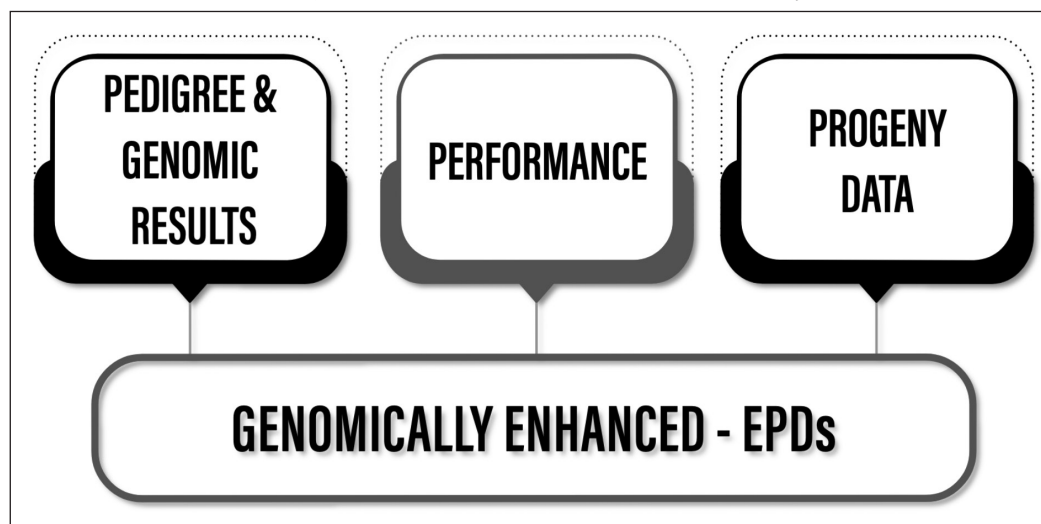 PEDIGREE &
GENOMIC
RESULTS
PERFORMANCE
PROGENY
DATA
GENOMICALLY ENHANCED - EPDs